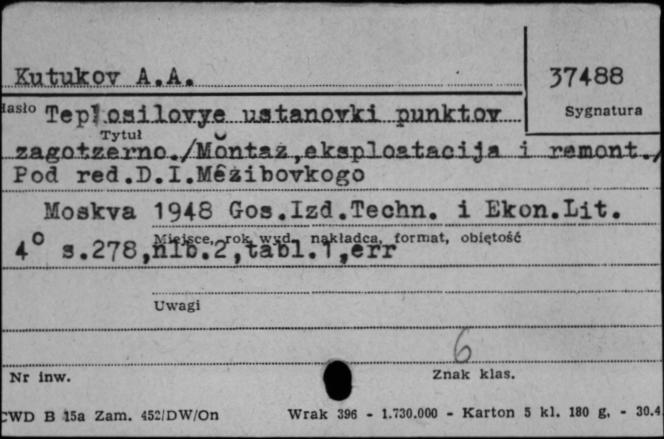 Kutukov A.A.
37488
Hasło Teplosilovye ustanovki punktov
Sygnatura
Tytuł
zagotzerno./Montaż,eksploatacija i remont./
Pod red.D.I.Mežibovkogo
Moskva 1948 Gos.Izd.Techn. i Ekon.Lit.
Miejsce, rok wyd. nakładca, format, obiętość
4° s.278,nlb.2,tabl.1,err
Uwagi
6
Nr inw.
Znak klas.
CWD B 15a Zam. 452/DW/On Wrak 396 - 1.730.000 - Karton 5 kl. 180 g. - 30.4